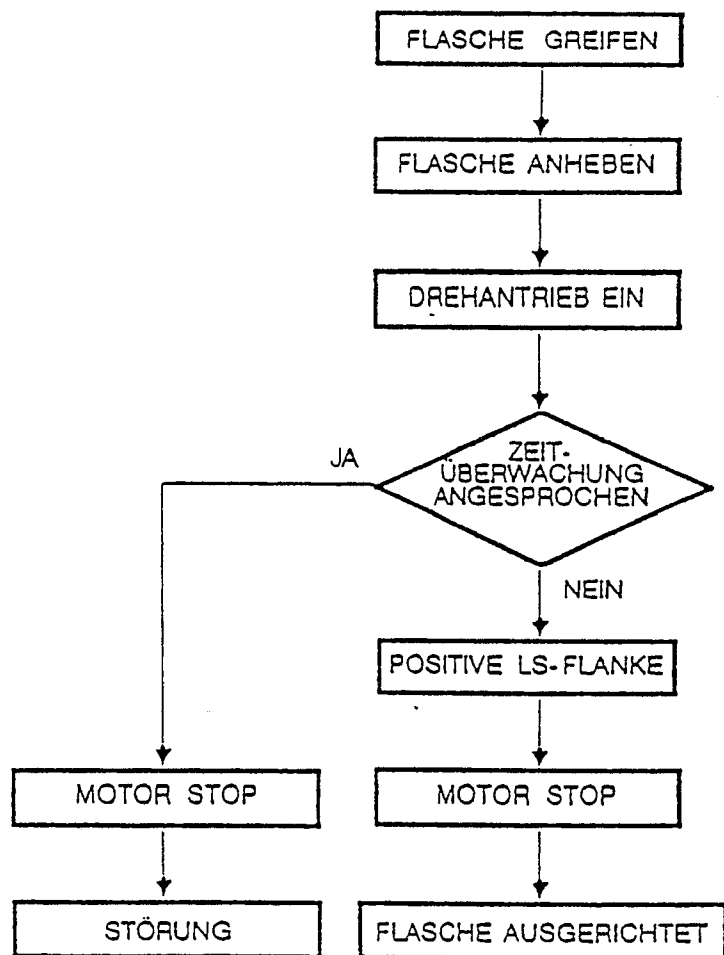 FLASCHE GREIFEN
FLASCHE ANHEBEN
DREHANTRIEB EIN
ZEIT-
ÜBERWACHUNG
ANGESPROCHEN
JA
NEIN
POSITIVE LS-FLANKE
MOTOR STOP
MOTOR STOP
STÖRUNG
FLASCHE AUSGERICHTET